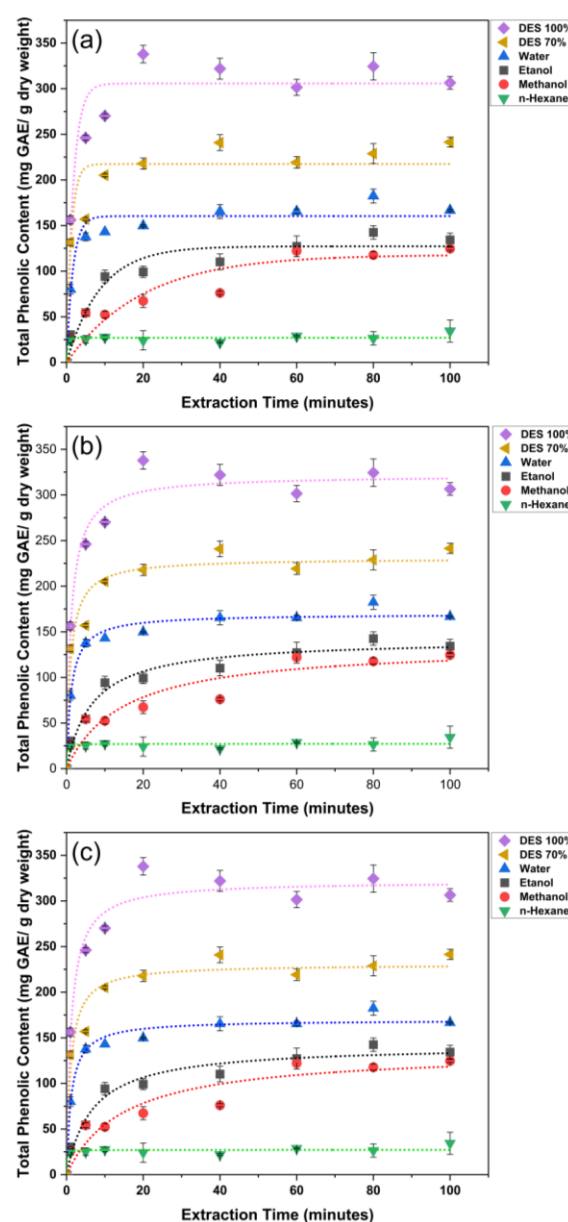 (a)
DES 100%
DES 70%
Water
Etanol
Methanol
n-Hexane
Total Phenolic Content (mg GAE/ g dry weight)
350
300
250
200
150
100
50
0
0 20 40 60 80 100
Extraction Time (minutes)
(b)
DES 100%
DES 70%
Water
Etanol
Methanol
n-Hexane
Total Phenolic Content (mg GAE/ g dry weight)
350
300
250
200
150
100
50
0
0 20 40 60 80 100
Extraction Time (minutes)
(c)
DES 100%
DES 70%
Water
Etanol
Methanol
n-Hexane
Total Phenolic Content (mg GAE/ g dry weight)
350
300
250
200
150
100
50
0
0 20 40 60 80 100
Extraction Time (minutes)